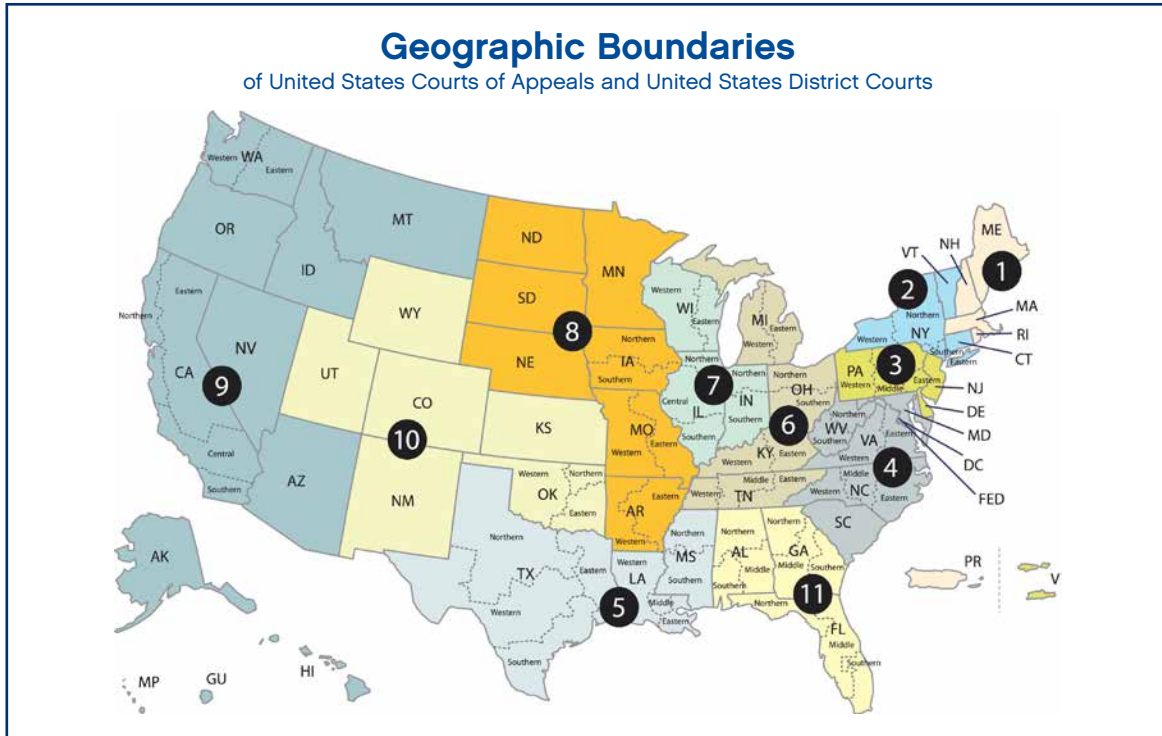 Geographic Boundaries
of United States Courts of Appeals and United States District Courts
Western WA Eastern
OR
MT
ID
ND
MN
SD
WY
NE
8
Northern
IA
Southern
Western
WI
Eastern
MI
Eastern
Western
ME
1
NH
VT
2
Northern
NY
Western
Southern
Eastern
MA
RI
CT
Eastern
Northern
NV
CA
9
Central
Southern
UT
CO
10
KS
AZ
NM
Northern
7
Northern
Central
IL
IN
Southern
Southern
Northern
OH
Southern
6
PA
3
Western
Middle
Eastern
NJ
DE
MD
DC
FED
MO
Eastern
Western
KY
Western
Eastern
Northern
WV
Southern
VA
Eastern
Western
4
Western
Northern
OK
Eastern
Eastern
AR
Western
Middle
Eastern
Western
TN
Middle
NC
Western
Eastern
SC
Northern
TX
Eastern
Western
Southern
Western
LA
Middle
Eastern
5
Northern
MS
Southern
Northern
AL
Middle
Southern
Northern
GA
Middle
Southern
11
Northern
FL
Middle
Southern
PR
V
AK
HI
MP
GU